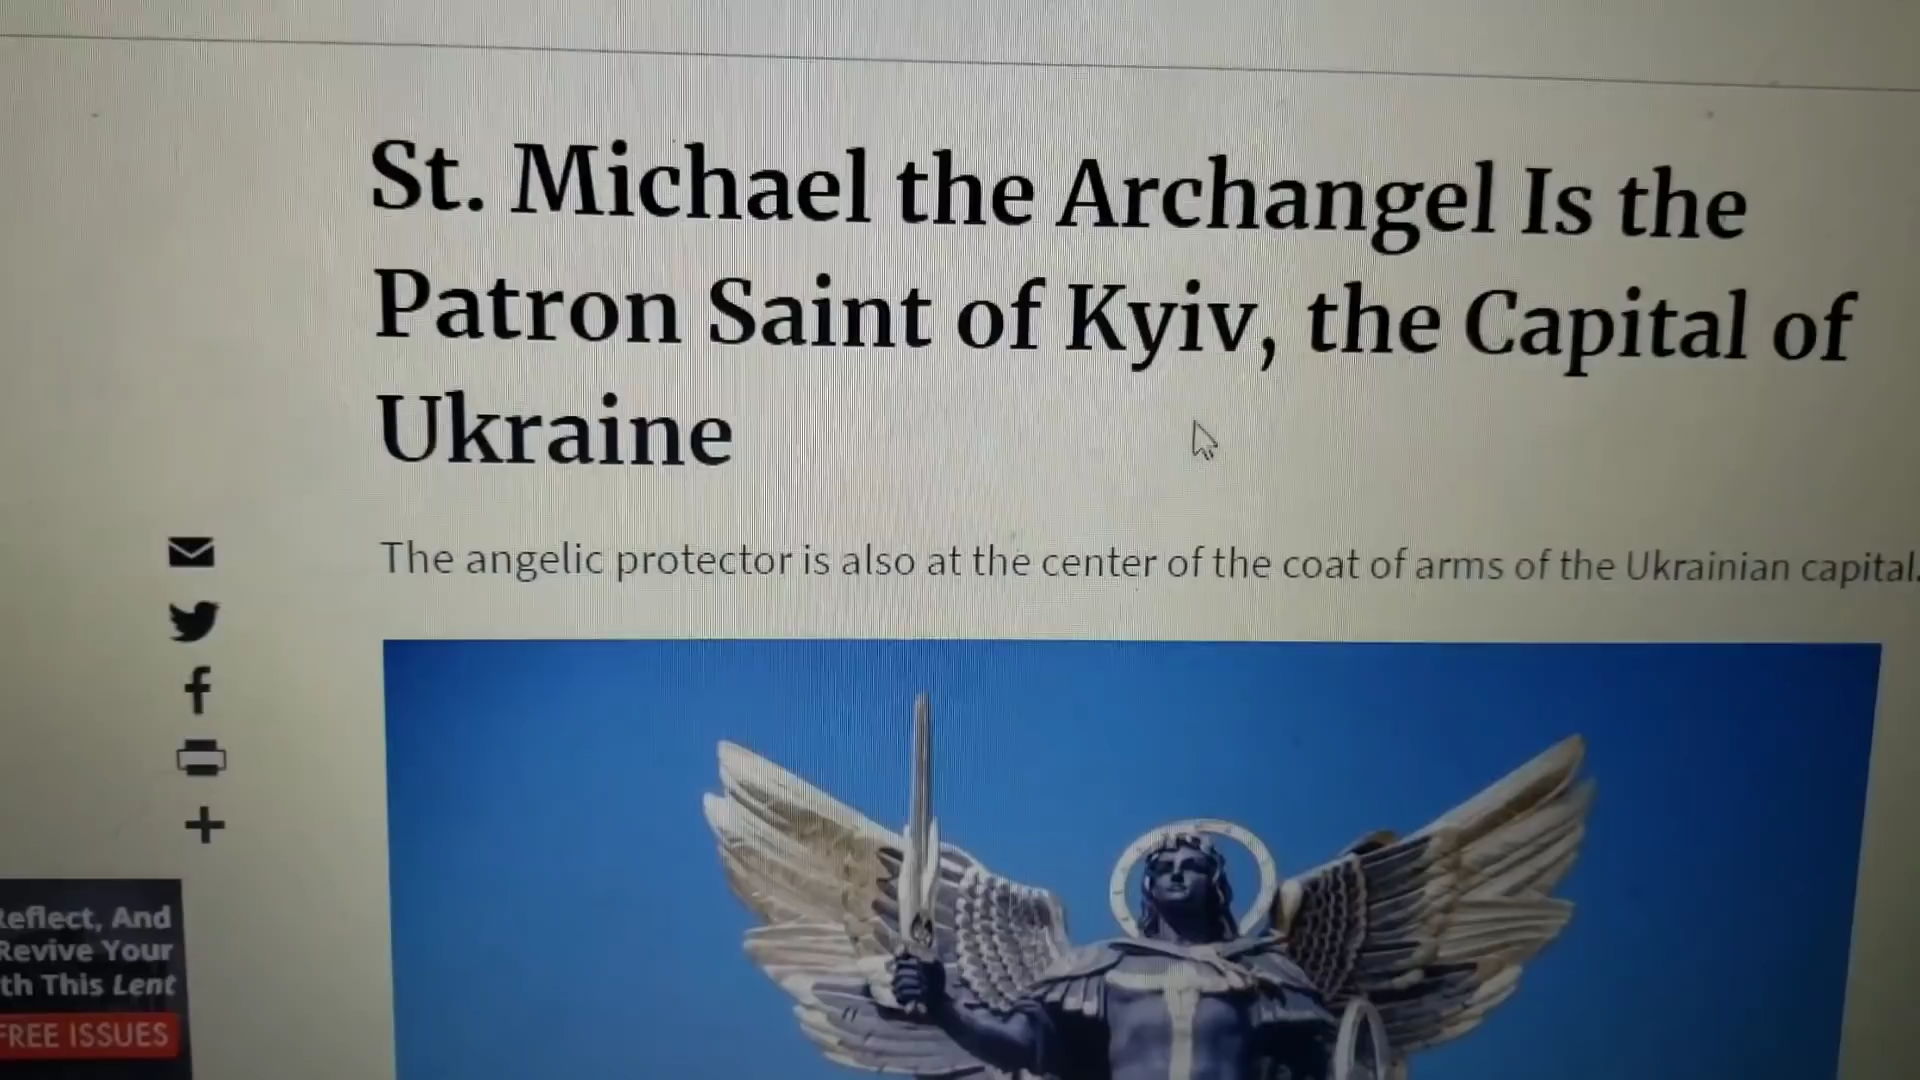 St. Michael the Archangel Is the
Patron Saint of Kyiv, the Capital of
Ukraine
The angelic protector is also at the center of the coat of arms of the Ukrainian capital.
eflect, And
Revive Your
th This Lent
FREE ISSUES